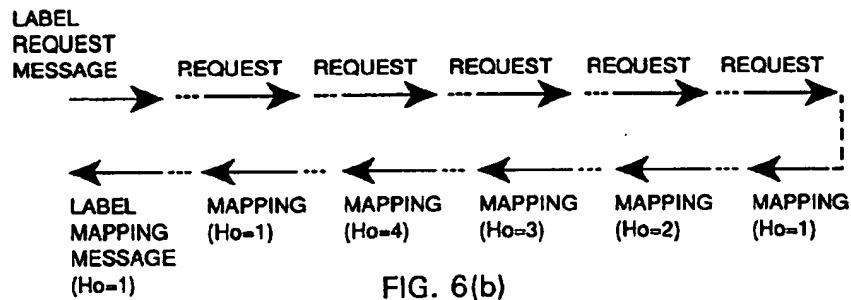 LABEL
REQUEST
MESSAGE
REQUEST REQUEST REQUEST REQUEST REQUEST
LABEL
MAPPING
MESSAGE
(Ho=1)
MAPPING
(Ho=1)
MAPPING
(Ho=4)
MAPPING
(Ho=3)
MAPPING
(Ho=2)
MAPPING
(Ho=1)
FIG. 6(b)